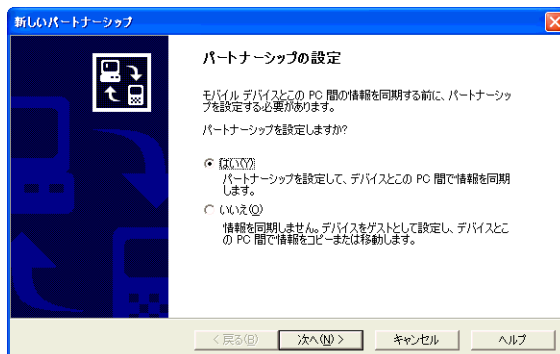 新しいパートナーシップ
パートナーシップの設定
モバイル デバイスとこの PC 間の情報を同期する前に、パートナーシッ
プを設定する必要があります。
パートナーシップを設定しますか?
はい(Y)
パートナーシップを設定して、デバイスとこの PC 間で情報を同期
します。
いいえ(O)
情報を同期しません。デバイスをゲストとして設定し、デバイスとこ
の PC 間で情報をコピーまたは移動します。
< 戻る(B)
次へ(N) >
キャンセル
ヘルプ